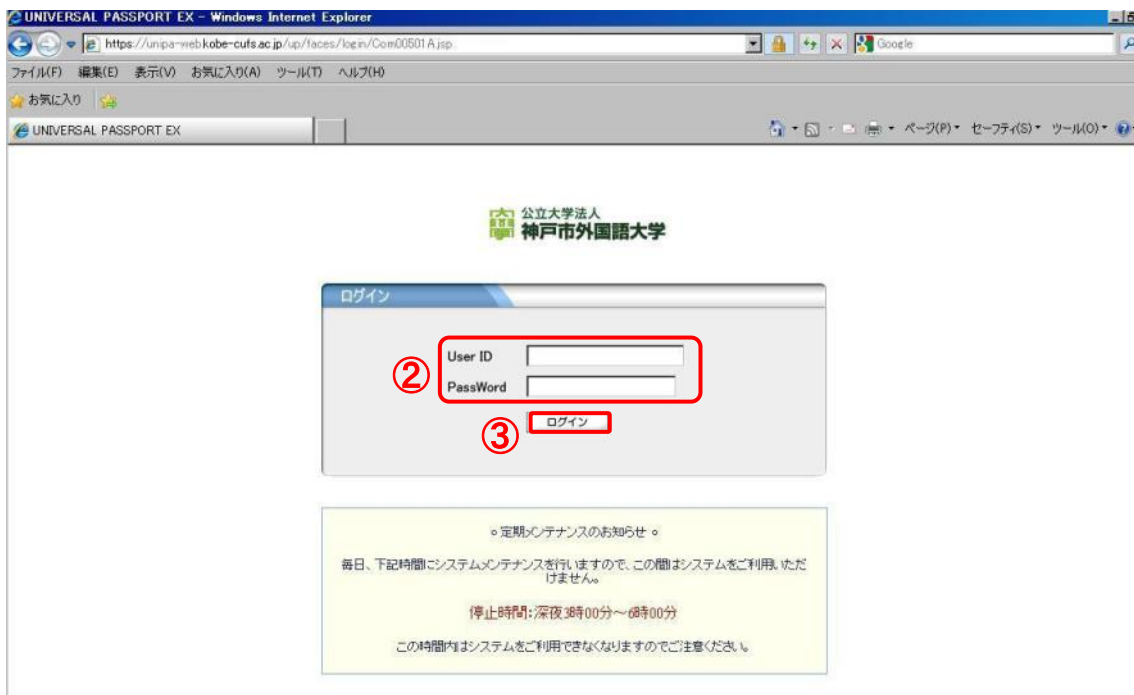 UNIVERSAL PASSPORT EX - Windows Internet Explorer
https://unipa-web.kobe-cufs.ac.jp/up/faces/login/Com00501A.jsp
Google
ファイル(F) 編集(E) 表示(V) お気に入り(A) ツール(T) ヘルプ(H)
お気に入り
UNIVERSAL PASSPORT EX
ページ(P) セーフティ(S) ツール(O)
公立大学法人
神戸市外国語大学
ログイン
User ID
②
PassWord
③
ログイン
○定期メンテナンスのお知らせ○
毎日、下記時間にシステムメンテナンスを行いますので、この間はシステムをご利用いただ
けません。
停止時間:深夜3時00分～6時00分
この時間内はシステムをご利用できなくなりますのでご注意ください。